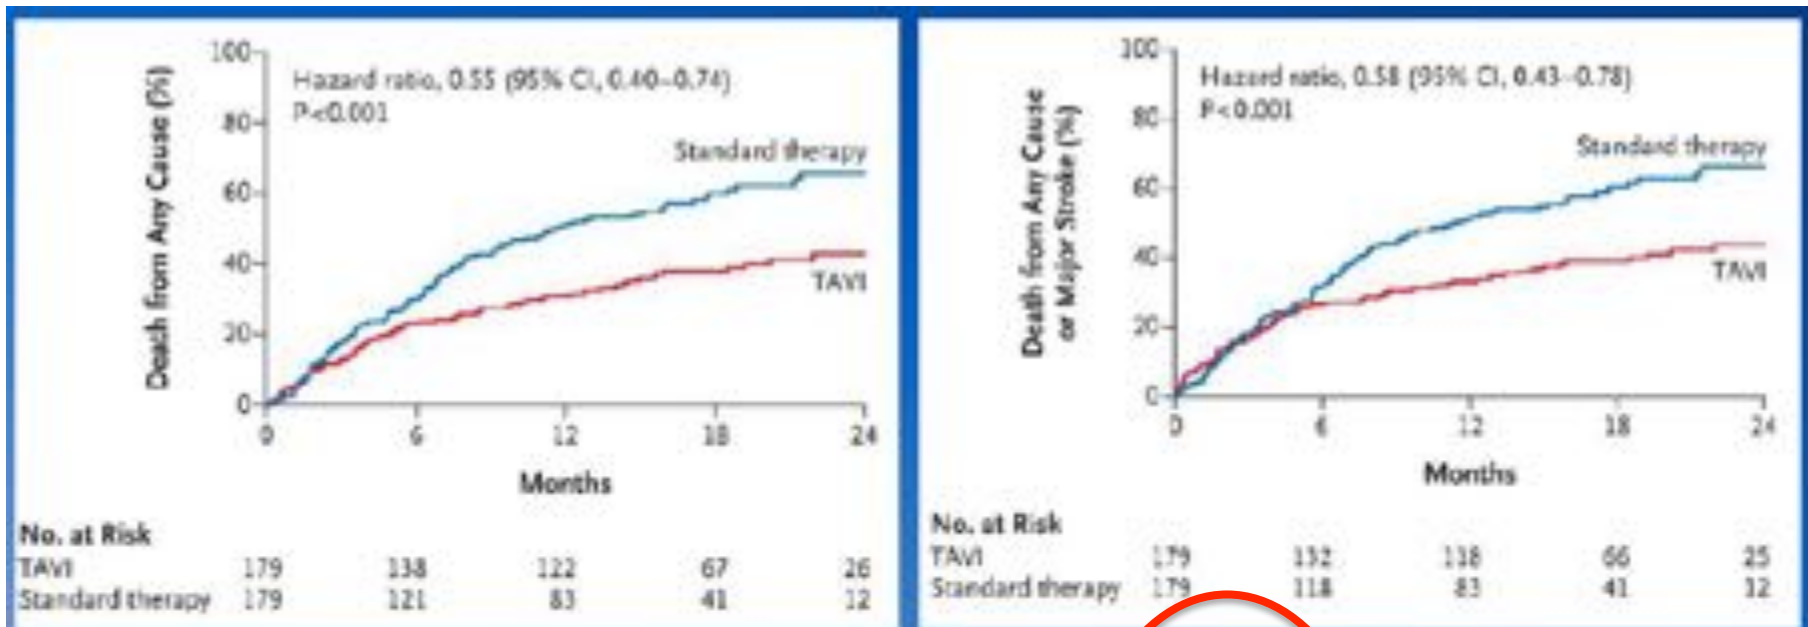 100
Hazard ratio, 0.55 (95% CI, 0.40–0.74)
P<0.001
80
Standard therapy
60
40
TAVI
20
0
0 6 12 18 24
Death from Any Cause (%)
Months
No. at Risk
TAVI 179 138 122 67 26
Standard therapy 179 121 83 41 12
100
Hazard ratio, 0.58 (95% CI, 0.43–0.78)
P<0.001
80
Standard therapy
60
40
TAVI
20
0
0 6 12 18 24
Death from Any Cause
or Major Stroke (%)
Months
No. at Risk
TAVI 179 132 118 66 25
Standard therapy 179 118 83 41 12